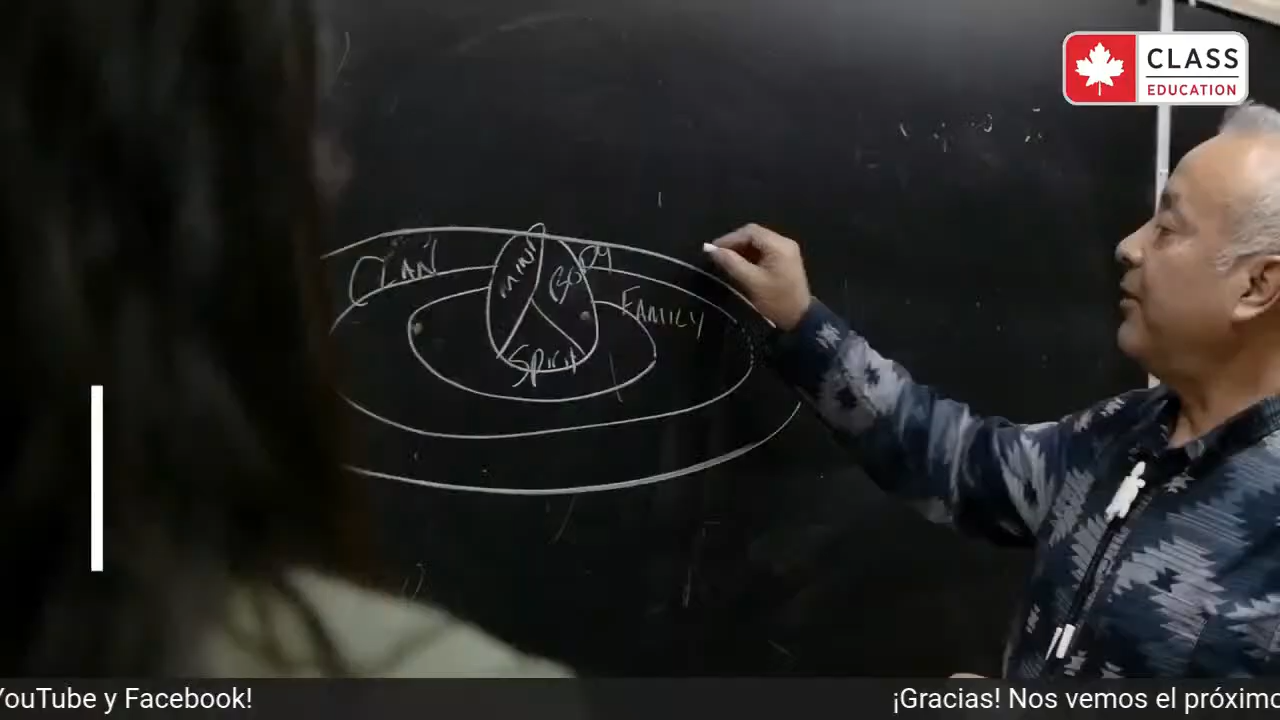 CLASS
EDUCATION
CLAN
MIND
BODY
FAMILY
SPIRIT
YouTube y Facebook!
¡Gracias! Nos vemos el próximo